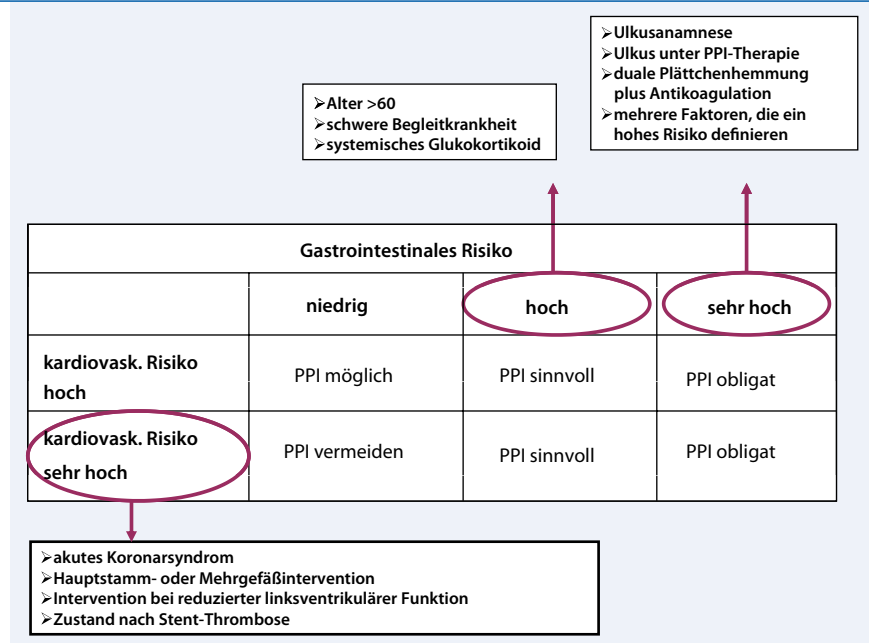 ➢Ulkusanamnese
➢Ulkus unter PPI-Therapie
➢duale Plättchenhemmung
plus Antikoagulation
➢mehrere Faktoren, die ein
hohes Risiko definieren
➢Alter >60
➢schwere Begleitkrankheit
➢systemisches Glukokortikoid
Gastrointestinales Risiko
niedrig hoch sehr hoch
kardiovask. Risiko
hoch
PPI möglich PPI sinnvoll PPI obligat
kardiovask. Risiko
sehr hoch
PPI vermeiden PPI sinnvoll PPI obligat
➢akutes Koronarsyndrom
➢Hauptstamm- oder Mehrgefäßintervention
➢Intervention bei reduzierter linksventrikulärer Funktion
➢Zustand nach Stent-Thrombose